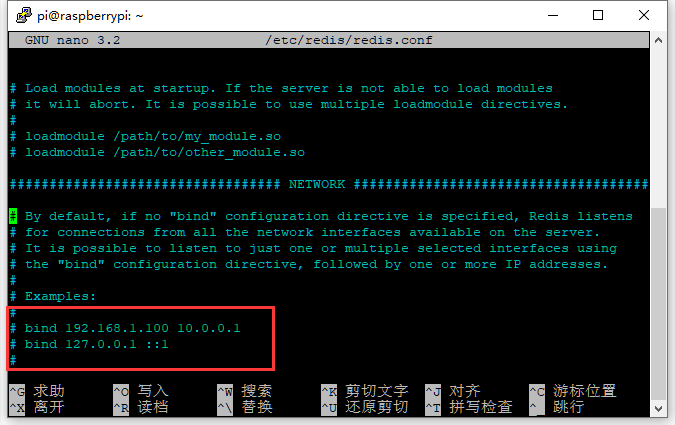 pi@raspberrypi: ~
GNU nano 3.2 /etc/redis/redis.conf
# Load modules at startup. If the server is not able to load modules
# it will abort. It is possible to use multiple loadmodule directives.
#
# loadmodule /path/to/my_module.so
# loadmodule /path/to/other_module.so
################################## NETWORK #####################################
# By default, if no "bind" configuration directive is specified, Redis listens
# for connections from all the network interfaces available on the server.
# It is possible to listen to just one or multiple selected interfaces using
# the "bind" configuration directive, followed by one or more IP addresses.
#
# Examples:
#
# bind 192.168.1.100 10.0.0.1
# bind 127.0.0.1 ::1
#
^G 求助 ^O 写入 ^W 搜索 ^K 剪切文字 ^J 对齐 ^C 游标位置
^X 离开 ^R 读档 ^\ 替换 ^U 还原剪切 ^T 拼写检查 ^_ 跳行